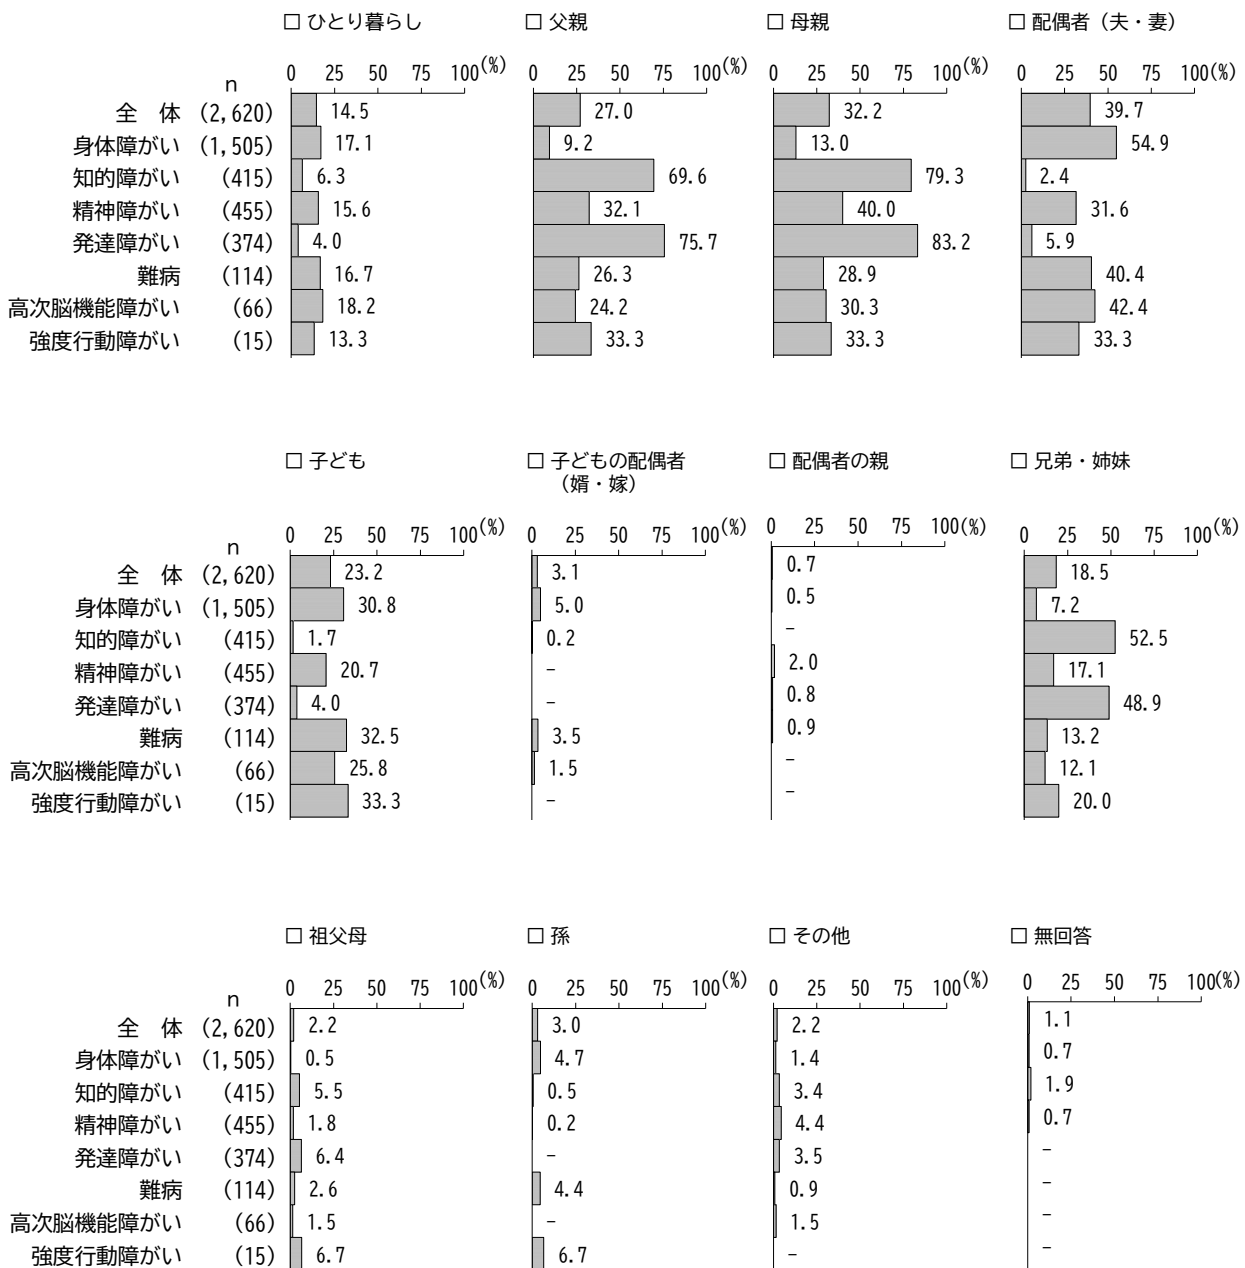 □ ひとり暮らし □ 父親 □ 母親 □ 配偶者（夫・妻）
n 0 25 50 75 100(%) 0 25 50 75 100(%) 0 25 50 75 100(%) 0 25 50 75 100(%)
全　体 (2,620) 14.5 27.0 32.2 39.7
身体障がい (1,505) 17.1 9.2 13.0 54.9
知的障がい (415) 6.3 69.6 79.3 2.4
精神障がい (455) 15.6 32.1 40.0 31.6
発達障がい (374) 4.0 75.7 83.2 5.9
難病 (114) 16.7 26.3 28.9 40.4
高次脳機能障がい (66) 18.2 24.2 30.3 42.4
強度行動障がい (15) 13.3 33.3 33.3 33.3
□ 子ども □ 子どもの配偶者 □ 配偶者の親 □ 兄弟・姉妹
（婿・嫁）
n 0 25 50 75 100(%) 0 25 50 75 100(%) 0 25 50 75 100(%) 0 25 50 75 100(%)
全　体 (2,620) 23.2 3.1 0.7 18.5
身体障がい (1,505) 30.8 5.0 0.5 7.2
知的障がい (415) 1.7 0.2 - 52.5
精神障がい (455) 20.7 - 2.0 17.1
発達障がい (374) 4.0 - 0.8 48.9
難病 (114) 32.5 3.5 0.9 13.2
高次脳機能障がい (66) 25.8 1.5 - 12.1
強度行動障がい (15) 33.3 - - 20.0
□ 祖父母 □ 孫 □ その他 □ 無回答
n 0 25 50 75 100(%) 0 25 50 75 100(%) 0 25 50 75 100(%) 0 25 50 75 100(%)
全　体 (2,620) 2.2 3.0 2.2 1.1
身体障がい (1,505) 0.5 4.7 1.4 0.7
知的障がい (415) 5.5 0.5 3.4 1.9
精神障がい (455) 1.8 0.2 4.4 0.7
発達障がい (374) 6.4 - 3.5 -
難病 (114) 2.6 4.4 0.9 -
高次脳機能障がい (66) 1.5 - 1.5 -
強度行動障がい (15) 6.7 6.7 - -